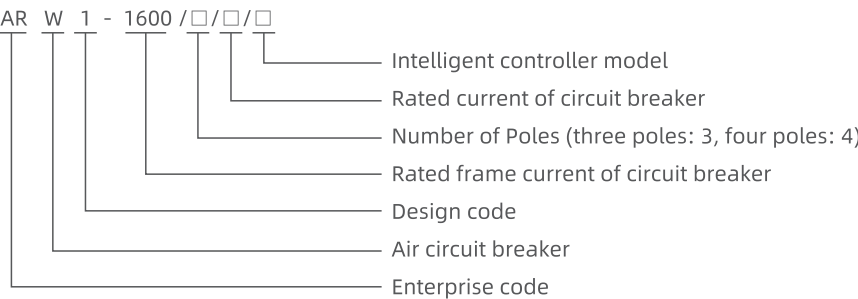 AR W 1 - 1600 /□/□/□
Intelligent controller model
Rated current of circuit breaker
Number of Poles (three poles: 3, four poles: 4)
Rated frame current of circuit breaker
Design code
Air circuit breaker
Enterprise code